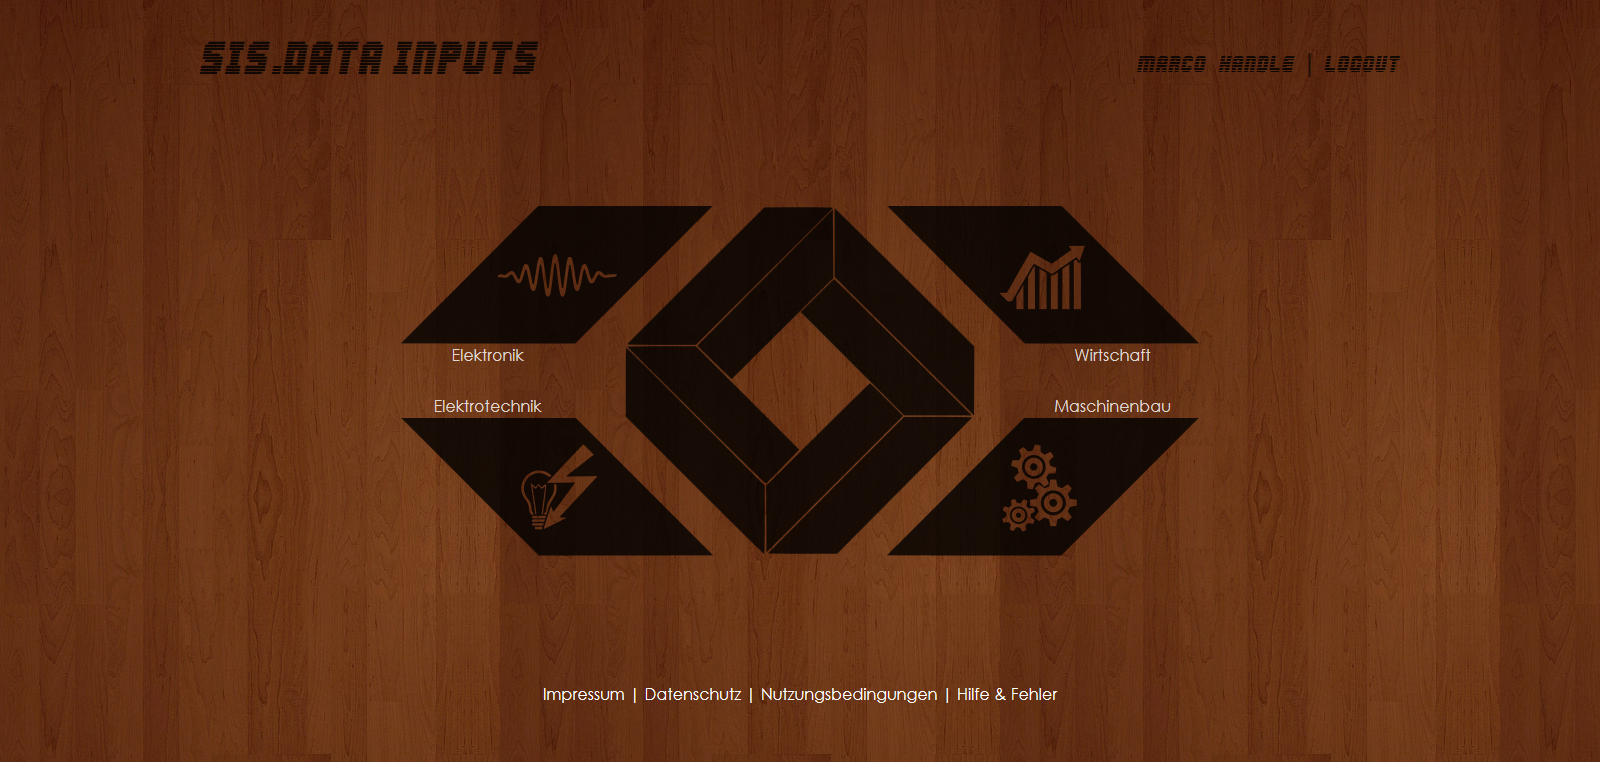 SIS.DATA INPUTS
MARCO HANDLE | LOGOUT
Elektronik
Wirtschaft
Elektrotechnik
Maschinenbau
Impressum | Datenschutz | Nutzungsbedingungen | Hilfe & Fehler